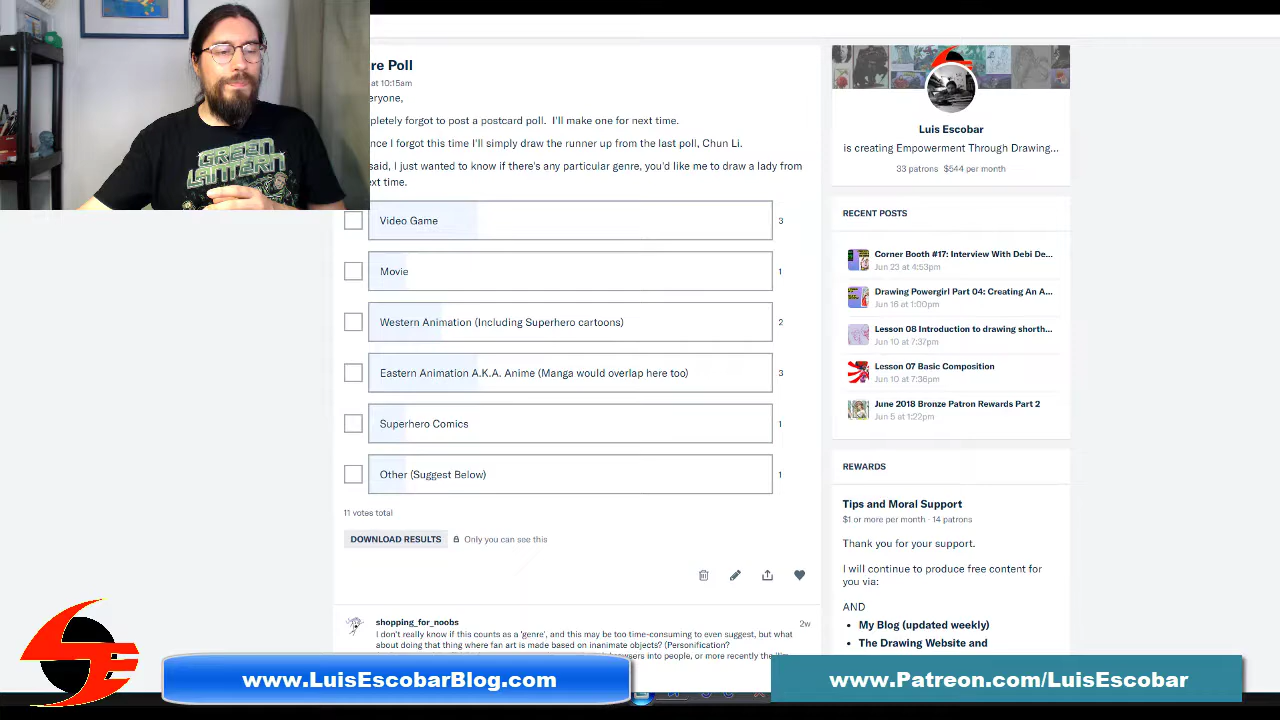 re Poll
at 10:15am
eryone,
pletely forgot to post a postcard poll. I'll make one for next time.
nce I forgot this time I'll simply draw the runner up from the last poll, Chun Li.
said, I just wanted to know if there's any particular genre, you'd like me to draw a lady from
ext time.
Video Game 3
Movie 1
Western Animation (Including Superhero cartoons) 2
Eastern Animation A.K.A. Anime (Manga would overlap here too) 3
Superhero Comics 1
Other (Suggest Below) 1
11 votes total
DOWNLOAD RESULTS Only you can see this
shopping_for_noobs 2w
I don't really know if this counts as a 'genre', and this may be too time-consuming to even suggest, but what
about doing that thing where fan art is made based on inanimate objects? (Personification?
Luis Escobar
is creating Empowerment Through Drawing...
33 patrons · $544 per month
RECENT POSTS
Corner Booth #17: Interview With Debi De...
Jun 23 at 4:53pm
Drawing Powergirl Part 04: Creating An A...
Jun 16 at 1:00pm
Lesson 08 Introduction to drawing shorth...
Jun 10 at 7:37pm
Lesson 07 Basic Composition
Jun 10 at 7:36pm
June 2018 Bronze Patron Rewards Part 2
Jun 5 at 1:22pm
REWARDS
Tips and Moral Support
$1 or more per month · 14 patrons
Thank you for your support.
I will continue to produce free content for
you via:
AND
• My Blog (updated weekly)
• The Drawing Website and
GREEN
LANTERN
www.LuisEscobarBlog.com
www.Patreon.com/LuisEscobar